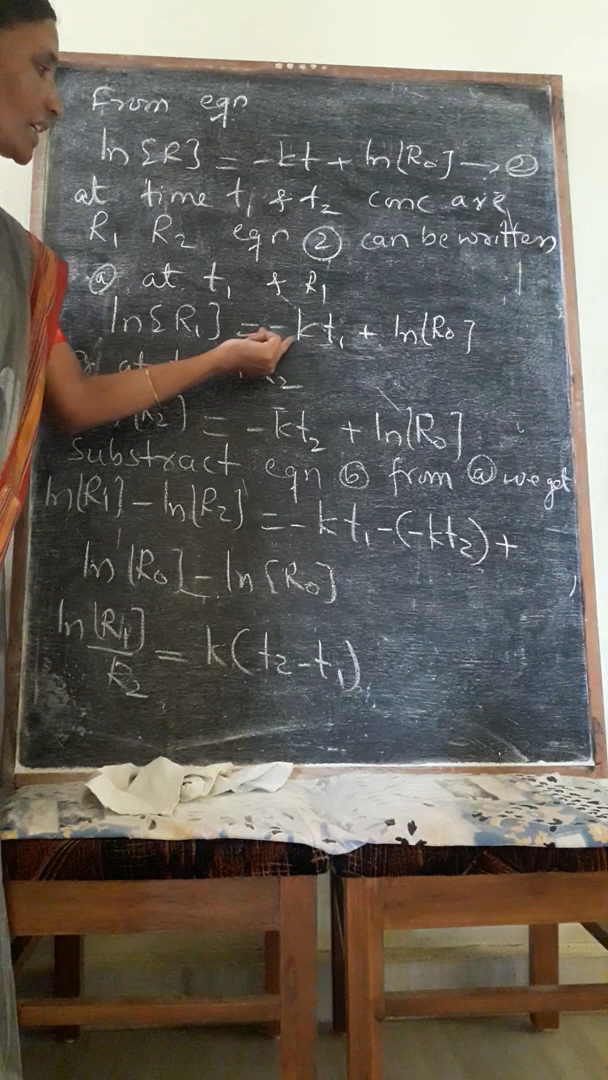 From eqn
ln[R] = -kt + ln[R₀] → ②
at time t₁ & t₂ conc are
R₁ R₂ eqn ② can be written
ⓐ at t₁ & R₁
ln[R₁] = -kt₁ + ln[R₀]
at
R₂] = -kt₂ + ln[R₀]
Substract eqn ⓑ from ⓐ we get
ln[R₁] - ln[R₂] = -kt₁ - (-kt₂) +
ln[R₀] - ln[R₀]
ln [R₁]/R₂ = k(t₂ - t₁)